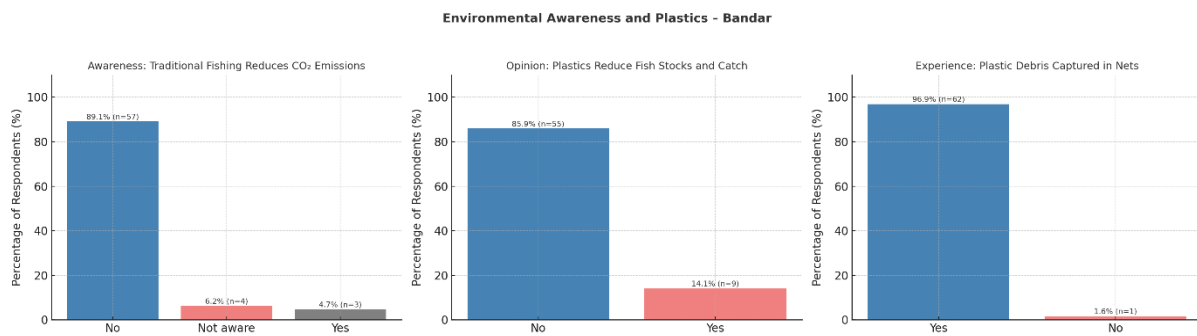 Environmental Awareness and Plastics – Bandar
Awareness: Traditional Fishing Reduces CO₂ Emissions
Percentage of Respondents (%)
100
80
60
40
20
0
89.1% (n=57)
6.2% (n=4)
4.7% (n=3)
No
Not aware
Yes
Opinion: Plastics Reduce Fish Stocks and Catch
Percentage of Respondents (%)
100
80
60
40
20
0
85.9% (n=55)
14.1% (n=9)
No
Yes
Experience: Plastic Debris Captured in Nets
Percentage of Respondents (%)
100
80
60
40
20
0
96.9% (n=62)
1.6% (n=1)
Yes
No